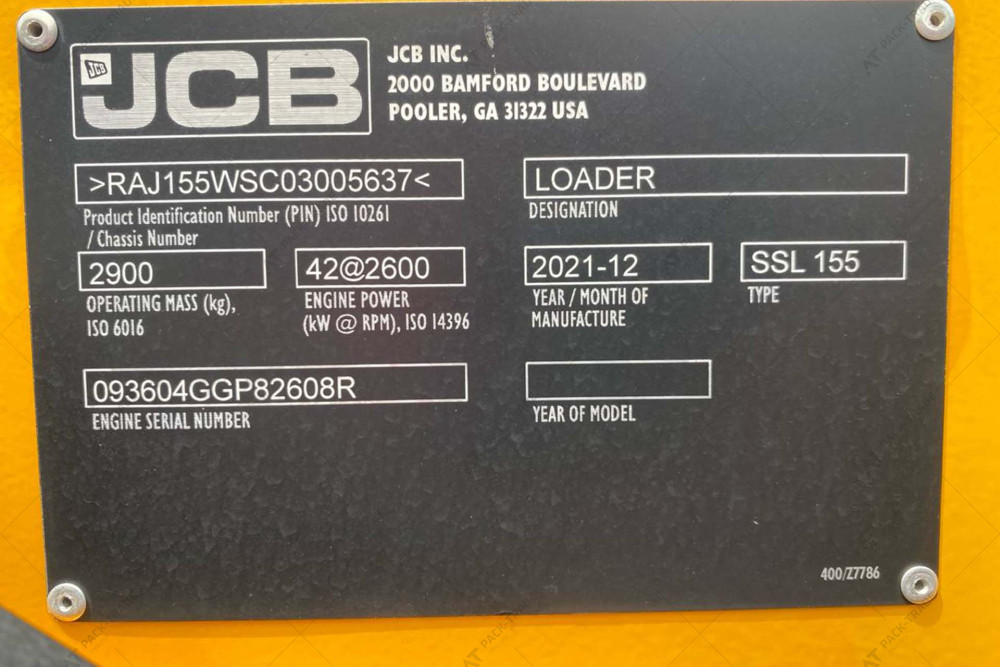 JCB
JCB
JCB INC.
2000 BAMFORD BOULEVARD
POOLER, GA 31322 USA
>RAJ155WSC03005637<
Product Identification Number (PIN) ISO 10261
/ Chassis Number
LOADER
DESIGNATION
2900
OPERATING MASS (kg),
ISO 6016
42@2600
ENGINE POWER
(kW @ RPM), ISO 14396
2021-12
YEAR / MONTH OF
MANUFACTURE
SSL 155
TYPE
093604GGP82608R
ENGINE SERIAL NUMBER
YEAR OF MODEL
400/Z7786